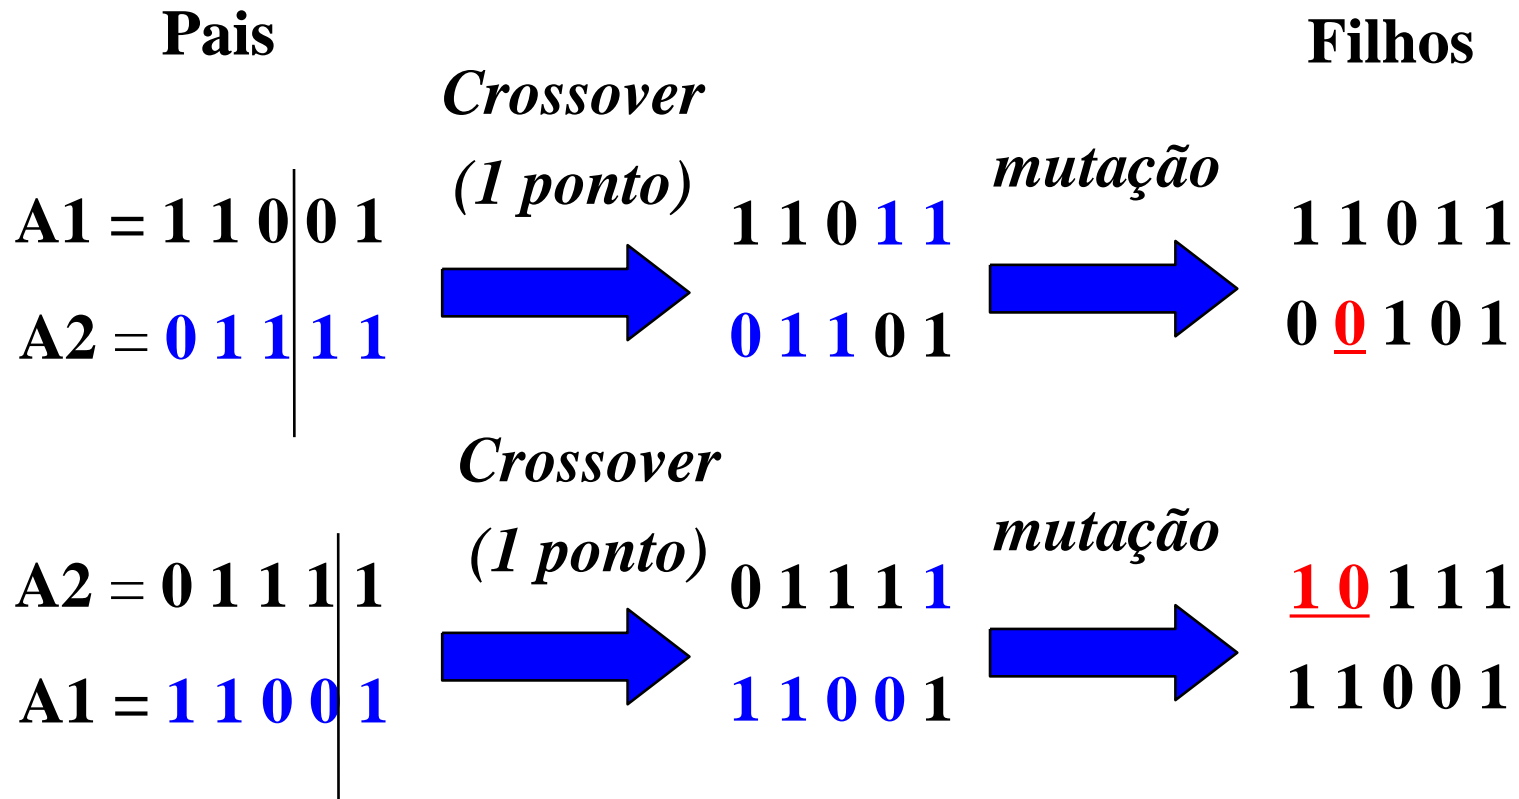 Pais
Filhos
Crossover
(1 ponto)
mutação
A1 = 1 1 0 0 1
1 1 0 1 1
1 1 0 1 1
A2 = 0 1 1 1 1
0 1 1 0 1
0 0 1 0 1
Crossover
(1 ponto)
mutação
A2 = 0 1 1 1 1
0 1 1 1 1
1 0 1 1 1
A1 = 1 1 0 0 1
1 1 0 0 1
1 1 0 0 1